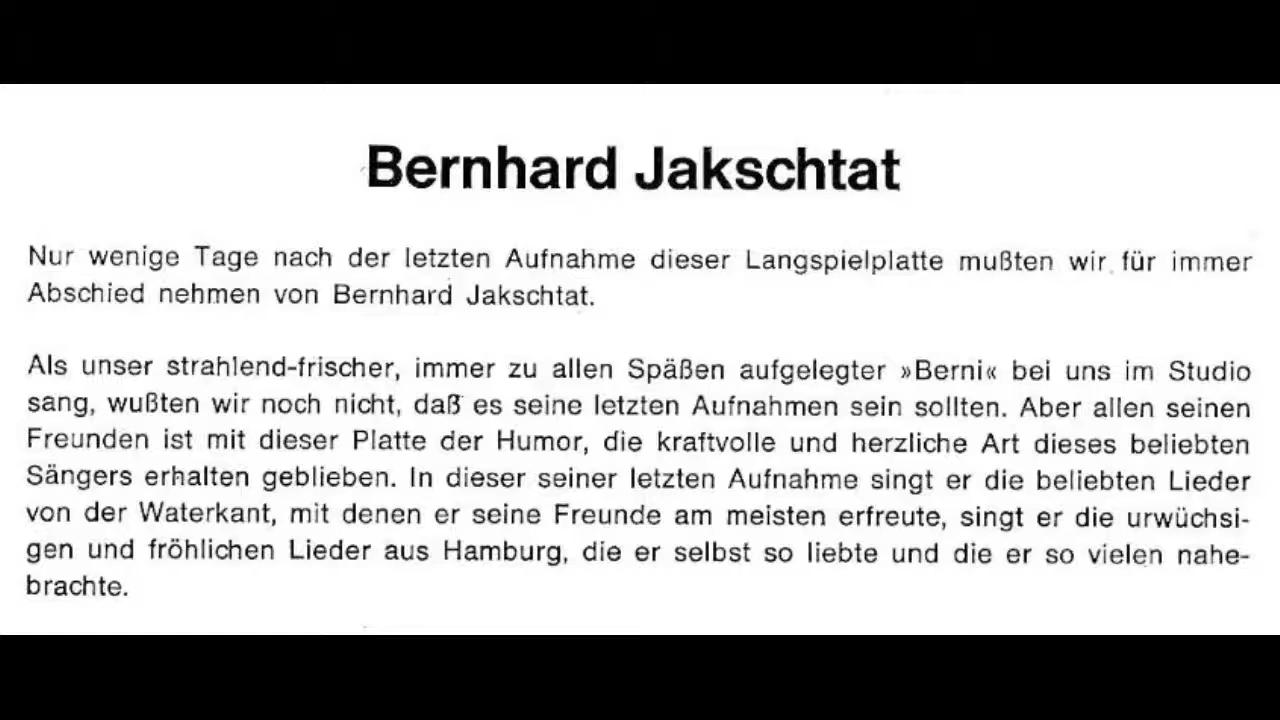 Bernhard Jakschtat
Nur wenige Tage nach der letzten Aufnahme dieser Langspielplatte mußten wir für immer
Abschied nehmen von Bernhard Jakschtat.
Als unser strahlend-frischer, immer zu allen Späßen aufgelegter »Berni« bei uns im Studio
sang, wußten wir noch nicht, daß es seine letzten Aufnahmen sein sollten. Aber allen seinen
Freunden ist mit dieser Platte der Humor, die kraftvolle und herzliche Art dieses beliebten
Sängers erhalten geblieben. In dieser seiner letzten Aufnahme singt er die beliebten Lieder
von der Waterkant, mit denen er seine Freunde am meisten erfreute, singt er die urwüchsi-
gen und fröhlichen Lieder aus Hamburg, die er selbst so liebte und die er so vielen nahe-
brachte.